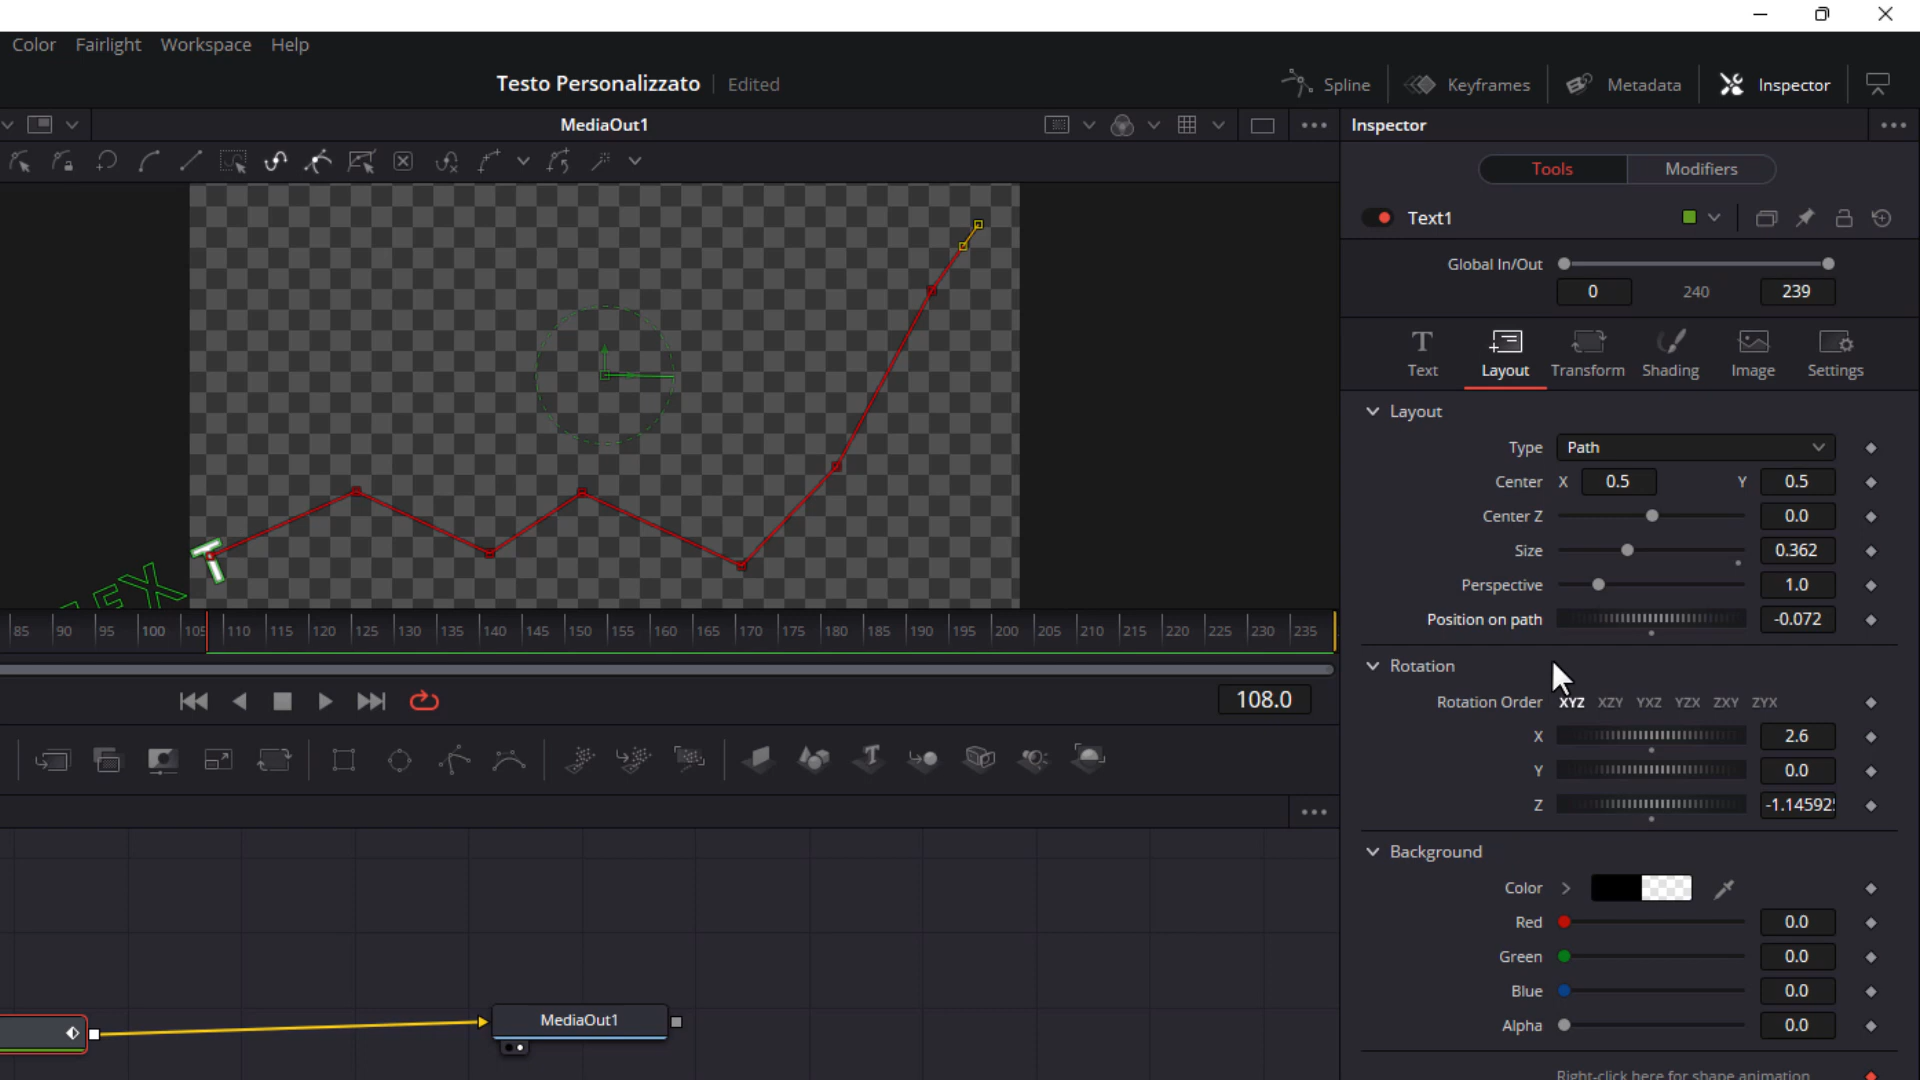 Color Fairlight Workspace Help
Testo Personalizzato Edited
Spline Keyframes Metadata Inspector
MediaOut1
Inspector
Tools Modifiers
Text1
Global In/Out
0 240 239
Text Layout Transform Shading Image Settings
Layout
Type Path
Center X 0.5 Y 0.5
Center Z 0.0
Size 0.362
Perspective 1.0
Position on path -0.072
T
EX
85 90 95 100 105 110 115 120 125 130 135 140 145 150 155 160 165 170 175 180 185 190 195 200 205 210 215 220 225 230 235
108.0
Rotation
Rotation Order XYZ XZY YXZ YZX ZXY ZYX
X 2.6
Y 0.0
Z -1.14592
Background
Color
Red 0.0
Green 0.0
Blue 0.0
Alpha 0.0
Right-click here for shape animation
MediaOut1